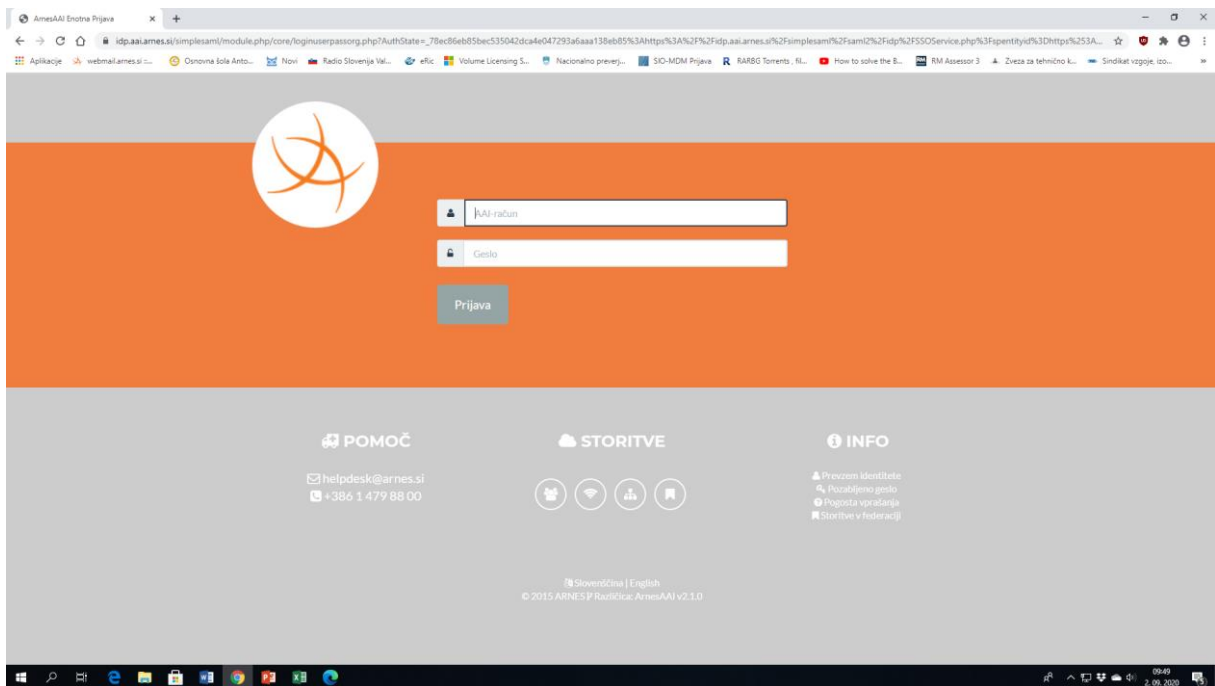 ArnesAAI Enotna Prijava
idp.aai.arnes.si/simplesaml/module.php/core/loginuserpassorg.php?AuthState=_78ec86eb85bec535042dca4e047293a6aaa138eb85%3Ahttps%3A%2F%2Fidp.aai.arnes.si%2Fsimplesaml%2Fsaml2%2Fidp%2FSSOService.php%3Fspentityid%3Dhttps%253A...
Aplikacije webmail.arnes.si ::... Osnovna šola Anto... Novi Radio Slovenija Val... eRic Volume Licensing S... Nacionalno preverj... SIO-MDM Prijava RARBG Torrents , fil... How to solve the B... RM Assessor 3 Zveza za tehnično k... Sindikat vzgoje, izo... »
AAI-račun
Geslo
Prijava
POMOČ
helpdesk@arnes.si
+386 1 479 88 00
STORITVE
INFO
Prevzem identitete
Pozabljeno geslo
Pogosta vprašanja
Storitve v federaciji
Slovenščina | English
© 2015 ARNES Različica: ArnesAAI v2.1.0
09:49
2. 09. 2020